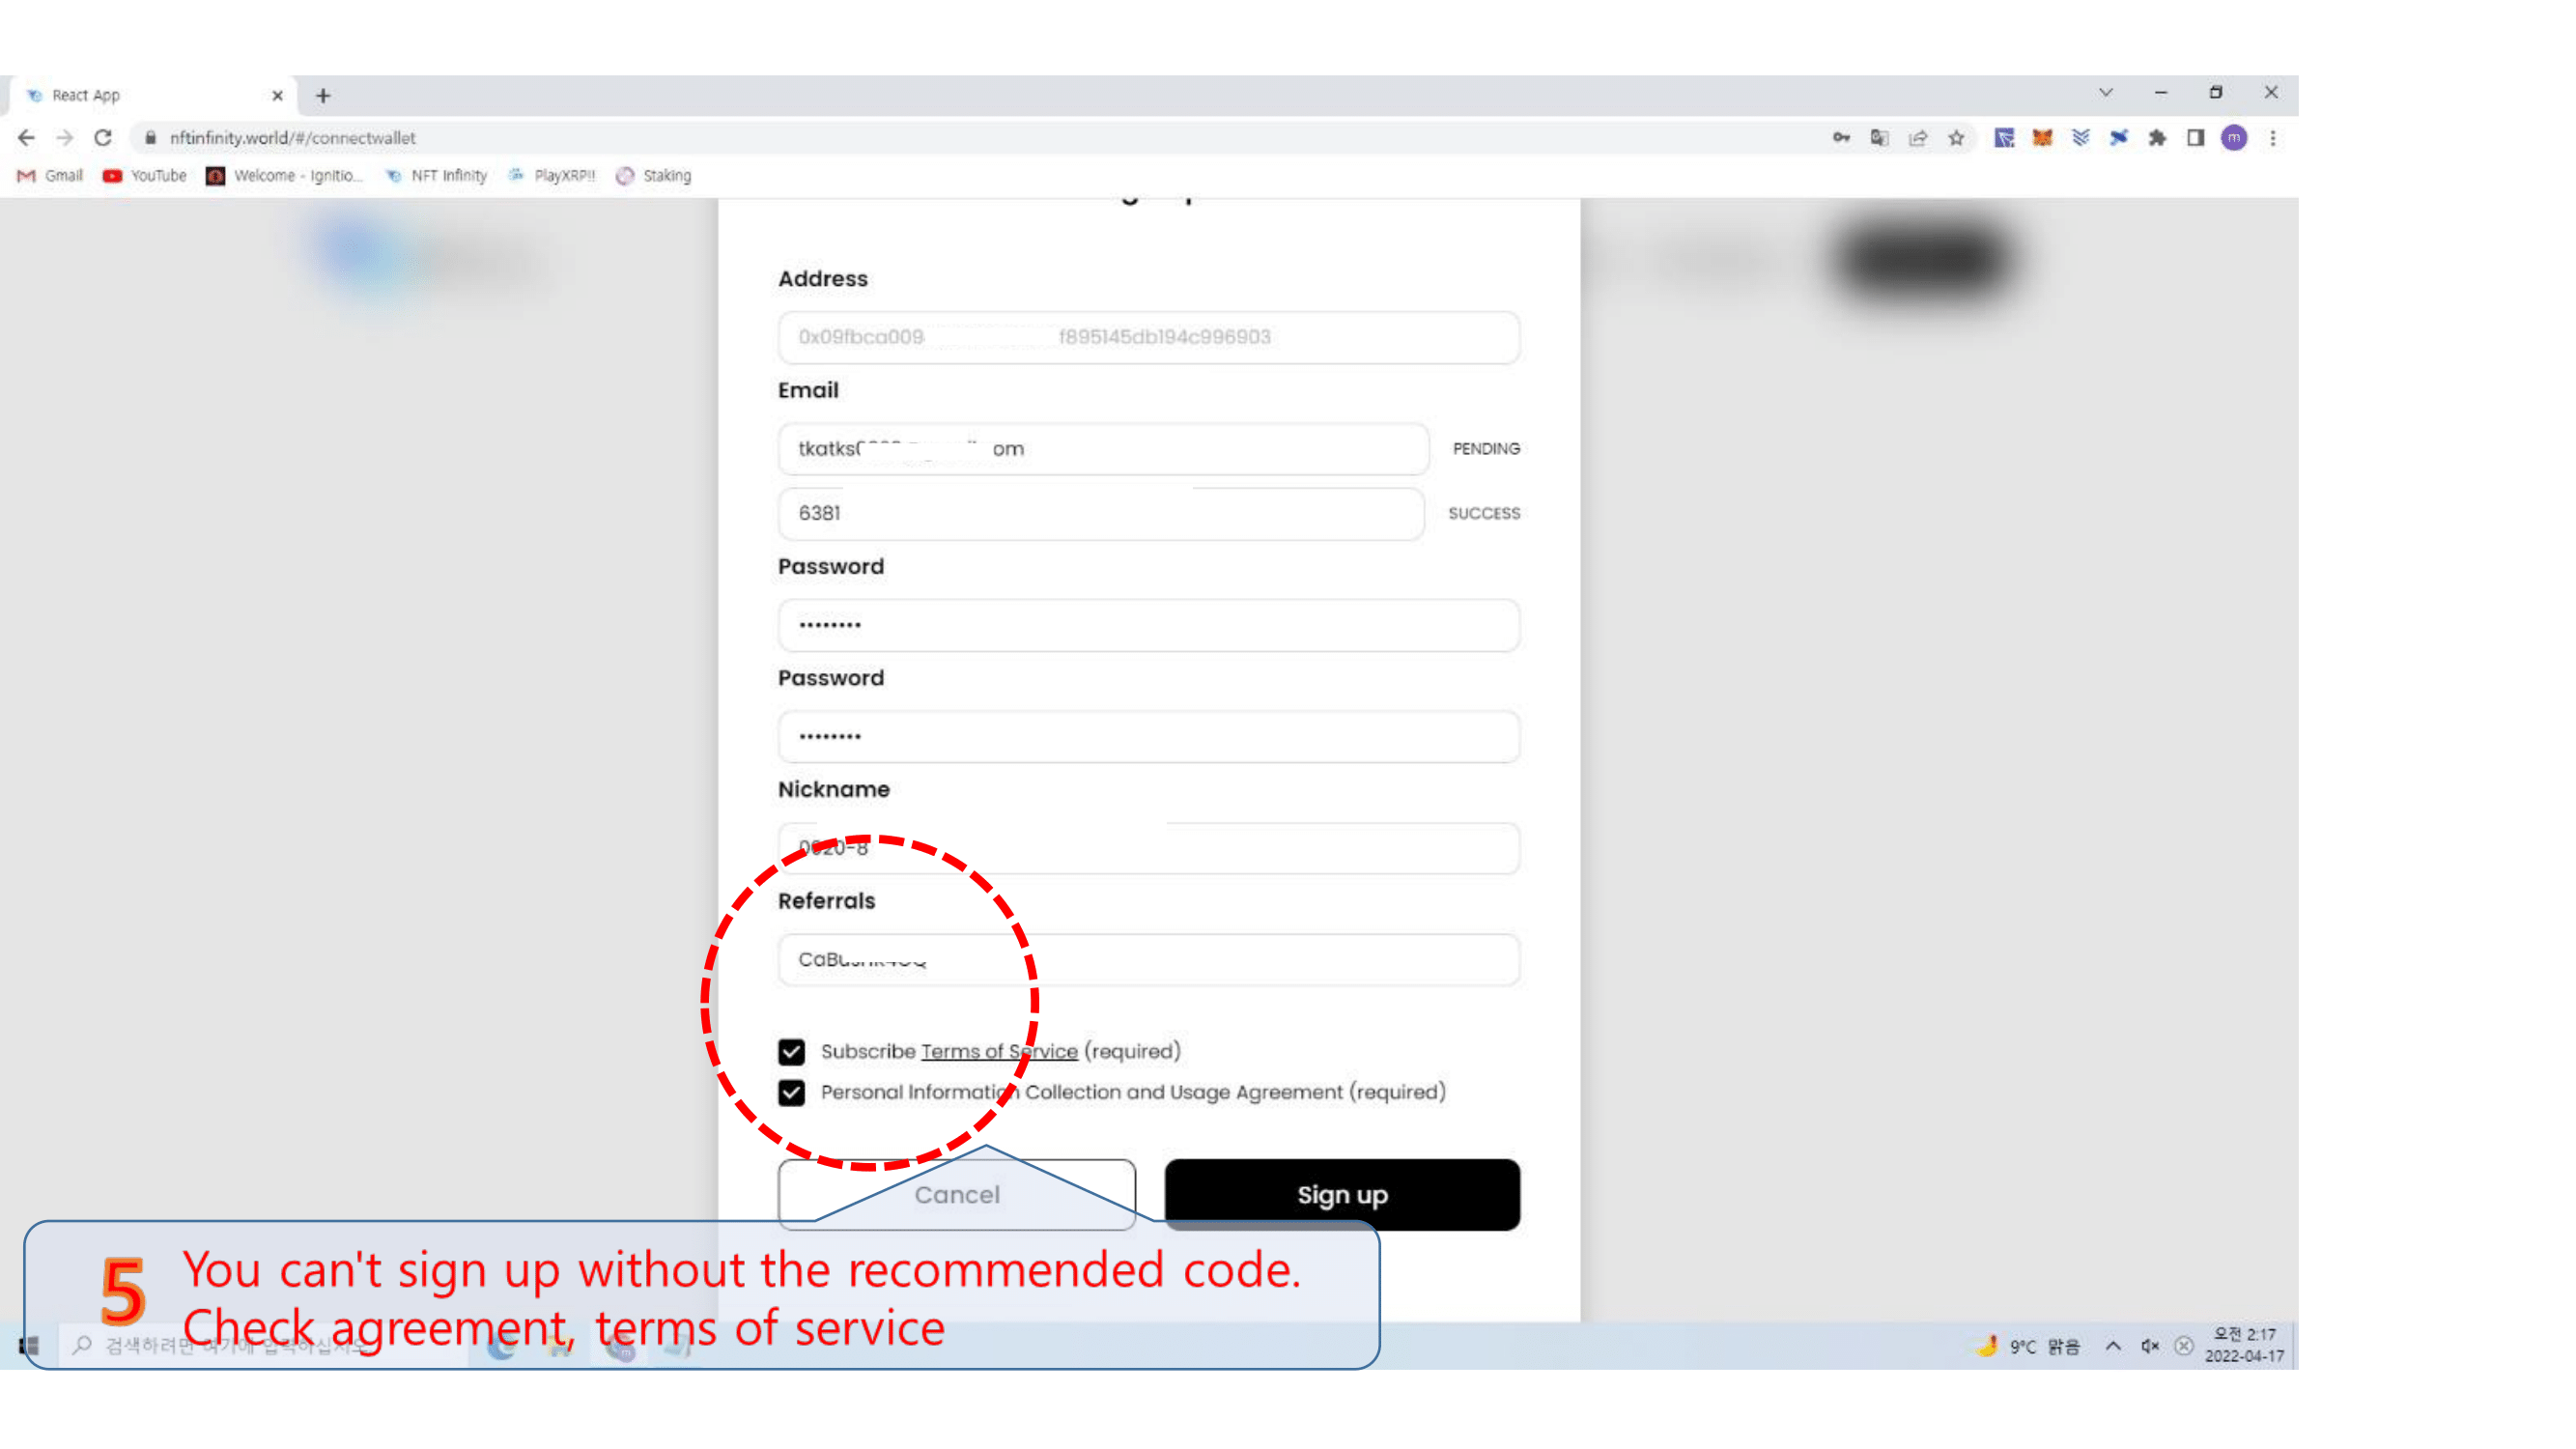 React App
nftinfinity.world/#/connectwallet
Gmail YouTube Welcome - Ignitio... NFT Infinity PlayXRP!! Staking
Address
0x09fbca009 f895145db194c996903
Email
tkatks om PENDING
6381 SUCCESS
Password
••••••••
Password
••••••••
Nickname
0620-8
Referrals
CaBu
Subscribe Terms of Service (required)
Personal Information Collection and Usage Agreement (required)
Cancel Sign up
5 You can't sign up without the recommended code.
Check agreement, terms of service
검색하려면 여기에 입력하십시오.
9°C 맑음 오전 2:17
2022-04-17